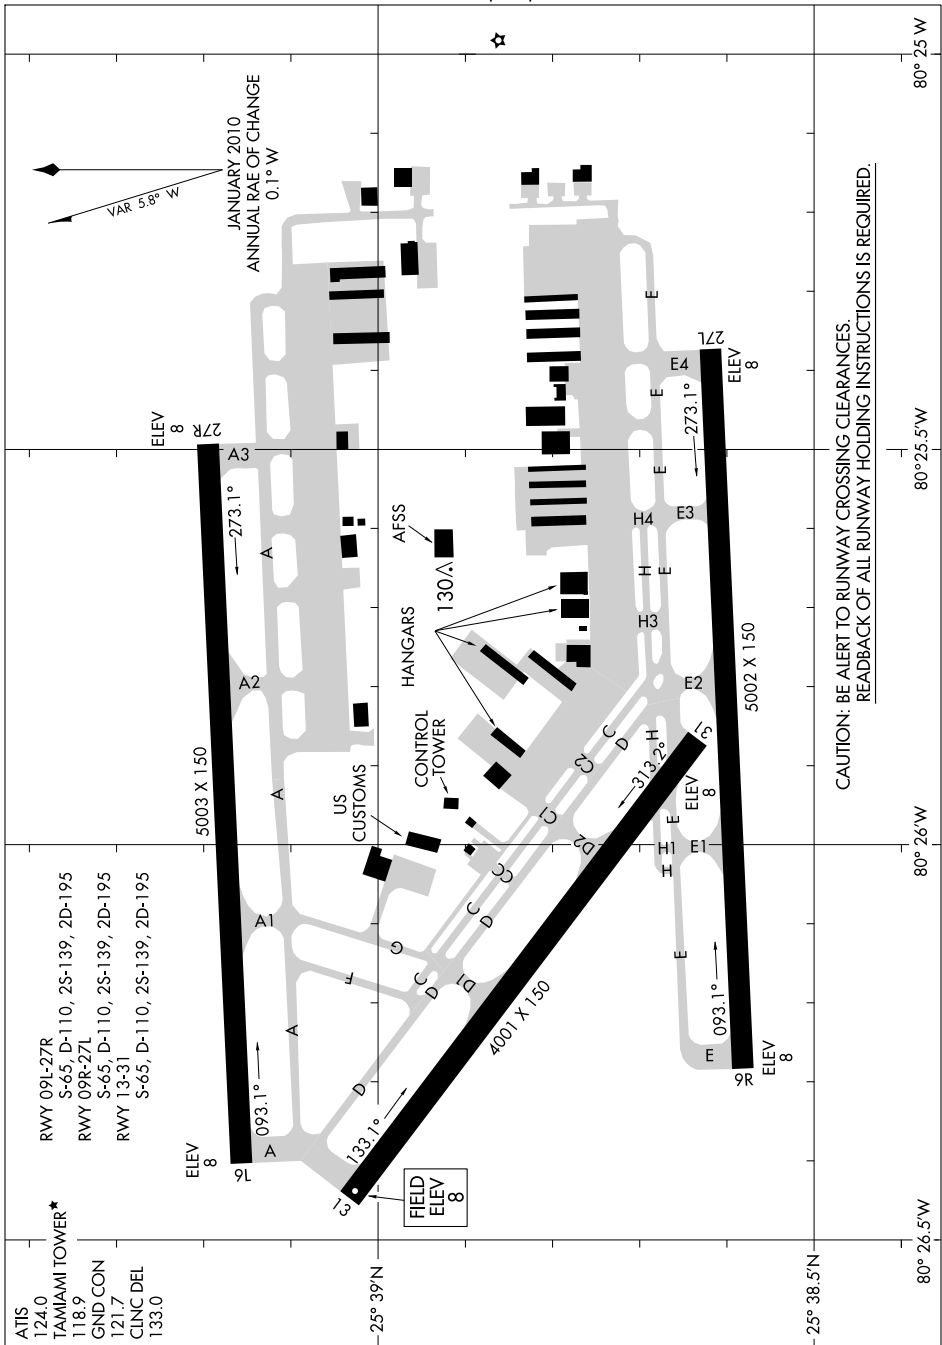 ATIS
124.0
TAMIAMI TOWER★
118.9
GND CON
121.7
CLNC DEL
133.0
RWY 09L-27R
S-65, D-110, 2S-139, 2D-195
RWY 09R-27L
S-65, D-110, 2S-139, 2D-195
RWY 13-31
S-65, D-110, 2S-139, 2D-195
VAR 5.8° W
JANUARY 2010
ANNUAL RAE OF CHANGE
0.1° W
ELEV
8
9L
093.1°
5003 X 150
273.1°
27R
ELEV
8
A
A
A1
A
A2
A
A3
13
133.1°
FIELD
ELEV
8
4001 X 150
D
F
G
C
D
D1
C
D
CC
C1
D2
C2
C
D
313.2°
31
ELEV
8
US
CUSTOMS
CONTROL
TOWER
HANGARS
AFSS
130
H
H1
H
H3
H
H4
E
E
E1
E
E2
E
E3
E
E
E4
E
9R
ELEV
8
093.1°
5002 X 150
273.1°
27L
ELEV
8
25° 39'N
25° 38.5'N
80° 26.5'W
80° 26'W
80°25.5'W
80° 25 W
CAUTION: BE ALERT TO RUNWAY CROSSING CLEARANCES.
READBACK OF ALL RUNWAY HOLDING INSTRUCTIONS IS REQUIRED.